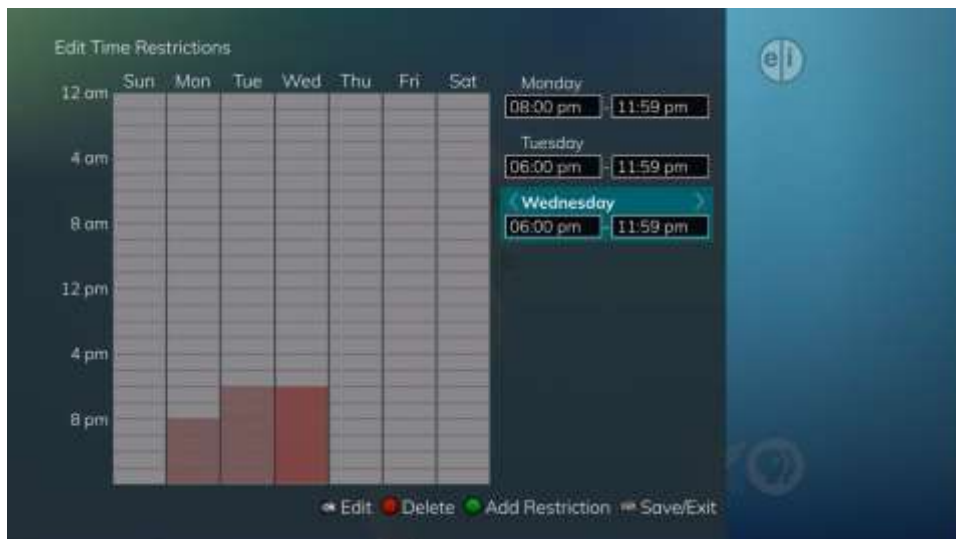 Edit Time Restrictions
Sun Mon Tue Wed Thu Fri Sat
12 am
4 am
8 am
12 pm
4 pm
8 pm
Monday
08:00 pm - 11:59 pm
Tuesday
06:00 pm - 11:59 pm
Wednesday
06:00 pm - 11:59 pm
e i
Edit Delete Add Restriction Save/Exit